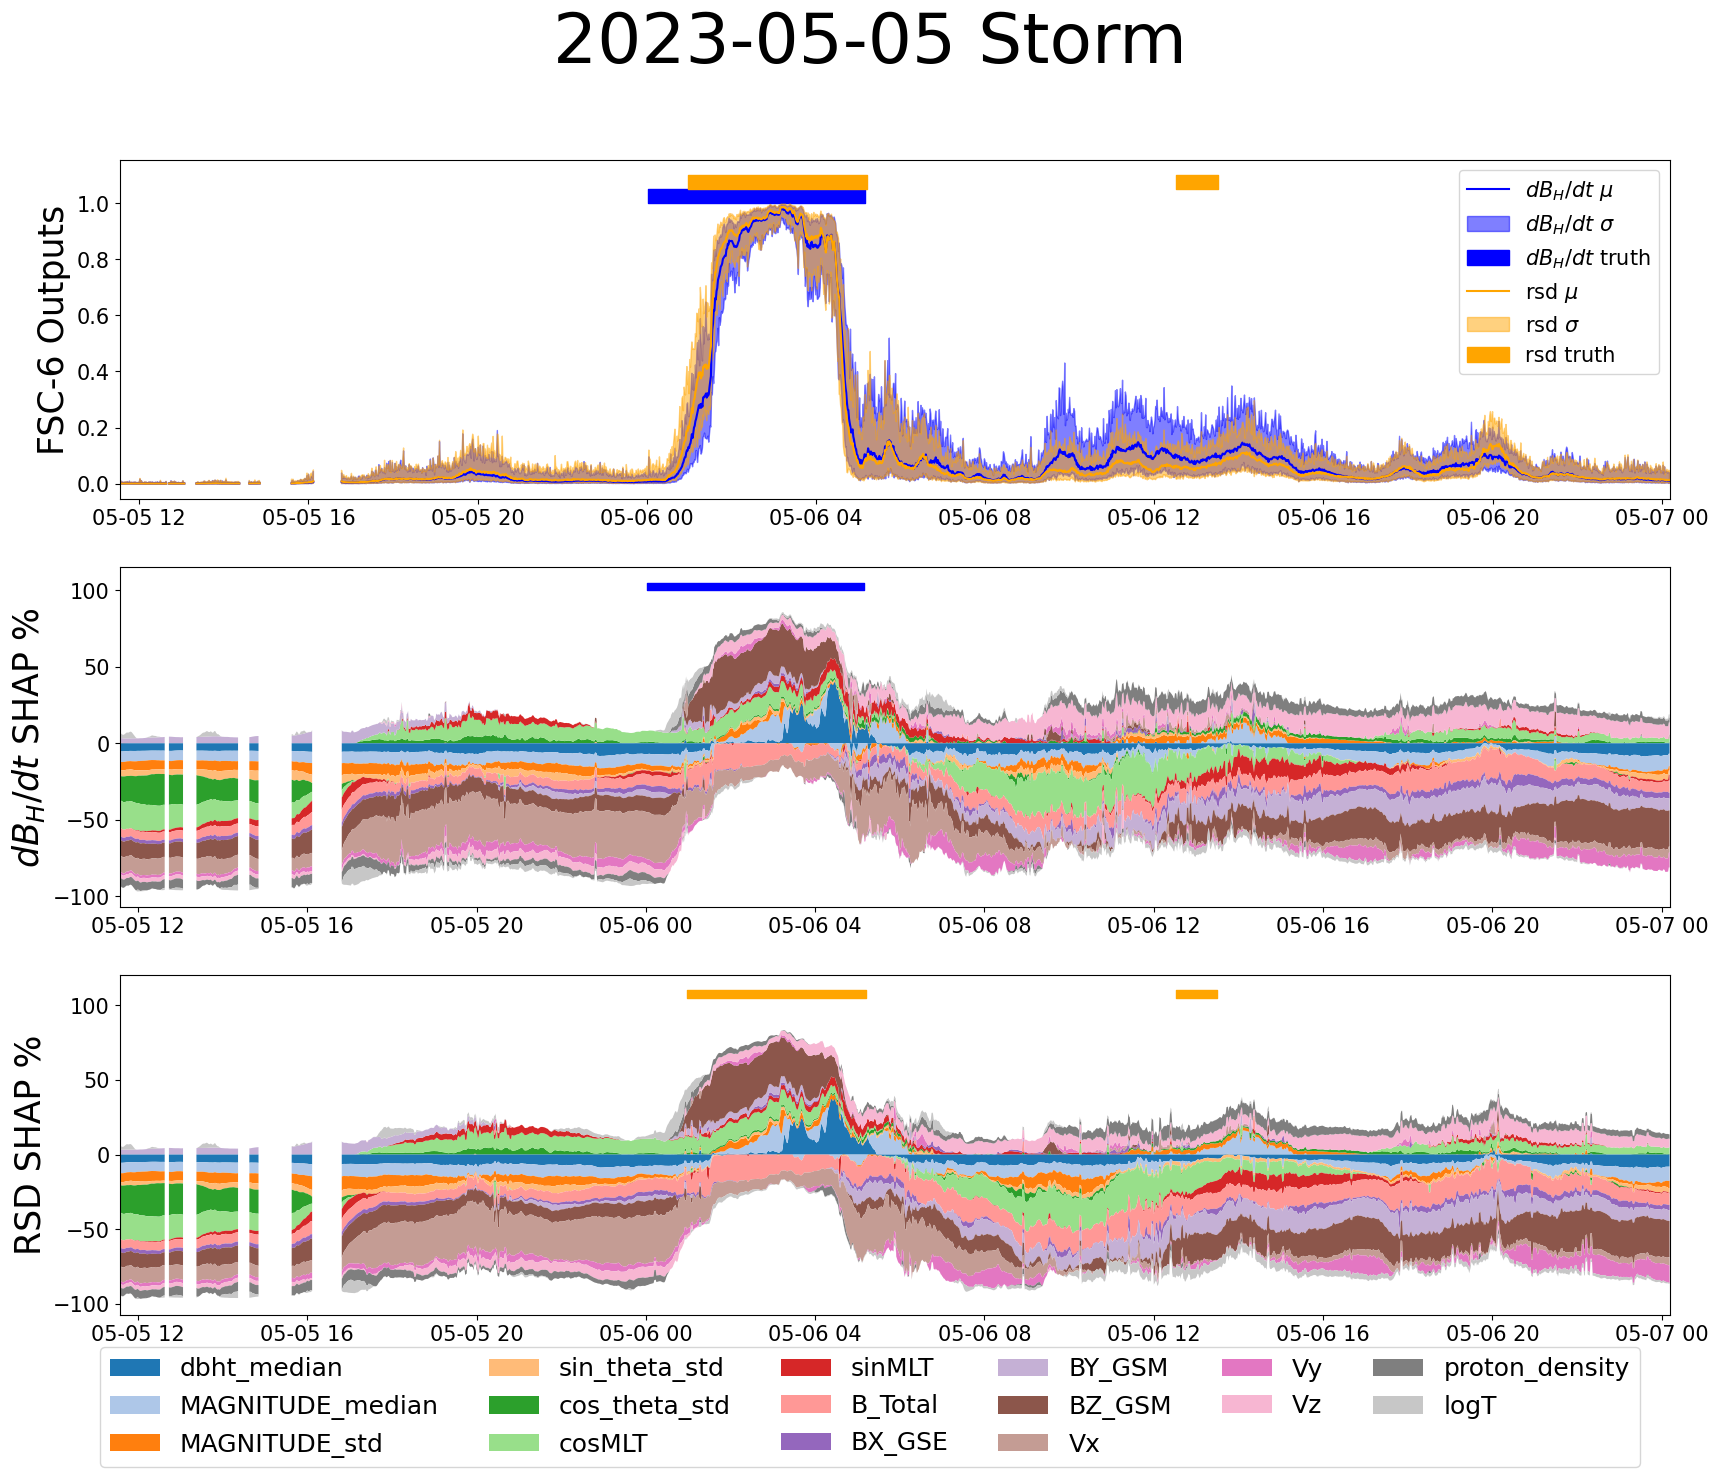 2023-05-05 Storm
FSC-6 Outputs
1.0
0.8
0.6
0.4
0.2
0.0
dB_H/dt μ
dB_H/dt σ
dB_H/dt truth
rsd μ
rsd σ
rsd truth
05-05 12 05-05 16 05-05 20 05-06 00 05-06 04 05-06 08 05-06 12 05-06 16 05-06 20 05-07 00
dB_H/dt SHAP %
100
50
0
−50
−100
05-05 12 05-05 16 05-05 20 05-06 00 05-06 04 05-06 08 05-06 12 05-06 16 05-06 20 05-07 00
RSD SHAP %
100
50
0
−50
−100
05-05 12 05-05 16 05-05 20 05-06 00 05-06 04 05-06 08 05-06 12 05-06 16 05-06 20 05-07 00
dbht_median sin_theta_std sinMLT BY_GSM Vy proton_density
MAGNITUDE_median cos_theta_std B_Total BZ_GSM Vz logT
MAGNITUDE_std cosMLT BX_GSE Vx